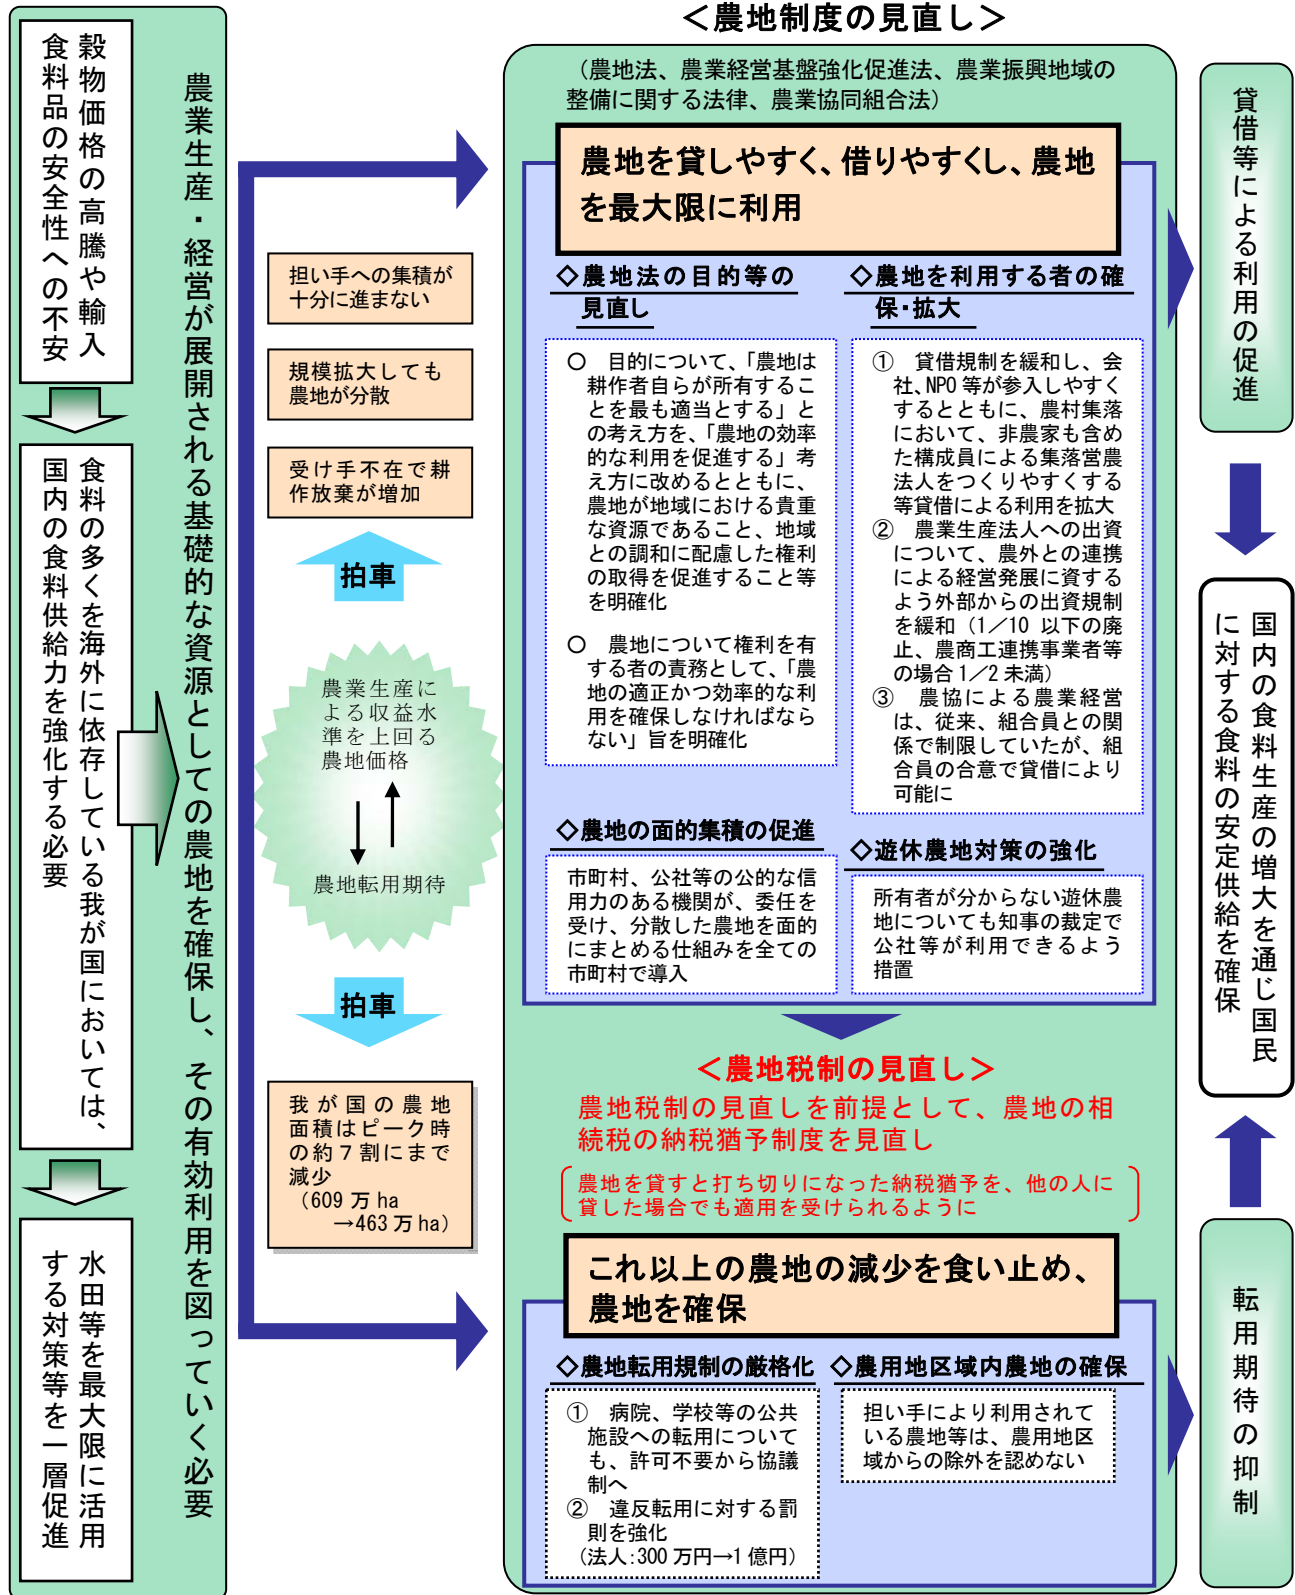 ＜農地制度の見直し＞
穀物価格の高騰や輸入
食料品の安全性への不安
食料の多くを海外に依存している我が国においては、
国内の食料供給力を強化する必要
水田等を最大限に活用
する対策等を一層促進
農業生産・経営が展開される基礎的な資源としての農地を確保し、その有効利用を図っていく必要
担い手への集積が
十分に進まない
規模拡大しても
農地が分散
受け手不在で耕
作放棄が増加
拍車
農業生産に
よる収益水
準を上回る
農地価格
農地転用期待
拍車
我が国の農地
面積はピーク時
の約７割にまで
減少
（609 万 ha
→463 万 ha）
（農地法、農業経営基盤強化促進法、農業振興地域の
整備に関する法律、農業協同組合法）
農地を貸しやすく、借りやすくし、農地
を最大限に利用
◇農地法の目的等の
見直し
○　目的について、「農地は
耕作者自らが所有するこ
とを最も適当とする」と
の考え方を、「農地の効率
的な利用を促進する」考
え方に改めるとともに、
農地が地域における貴重
な資源であること、地域
との調和に配慮した権利
の取得を促進すること等
を明確化
○　農地について権利を有
する者の責務として、「農
地の適正かつ効率的な利
用を確保しなければなら
ない」旨を明確化
◇農地を利用する者の確
保・拡大
①　貸借規制を緩和し、会
社、NPO 等が参入しやすく
するとともに、農村集落
において、非農家も含め
た構成員による集落営農
法人をつくりやすくする
等貸借による利用を拡大
②　農業生産法人への出資
について、農外との連携
による経営発展に資する
よう外部からの出資規制
を緩和（1／10 以下の廃
止、農商工連携事業者等
の場合 1／2 未満）
③　農協による農業経営
は、従来、組合員との関
係で制限していたが、組
合員の合意で貸借により
可能に
◇農地の面的集積の促進
市町村、公社等の公的な信
用力のある機関が、委任を
受け、分散した農地を面的
にまとめる仕組みを全ての
市町村で導入
◇遊休農地対策の強化
所有者が分からない遊休農
地についても知事の裁定で
公社等が利用できるよう
措置
＜農地税制の見直し＞
農地税制の見直しを前提として、農地の相
続税の納税猶予制度を見直し
農地を貸すと打ち切りになった納税猶予を、他の人に
貸した場合でも適用を受けられるように
これ以上の農地の減少を食い止め、
農地を確保
◇農地転用規制の厳格化
①　病院、学校等の公共
施設への転用について
も、許可不要から協議
制へ
②　違反転用に対する罰
則を強化
（法人：300 万円→1 億円）
◇農用地区域内農地の確保
担い手により利用されて
いる農地等は、農用地区
域からの除外を認めない
貸借等による利用の促進
国内の食料生産の増大を通じ国民
に対する食料の安定供給を確保
転用期待の抑制